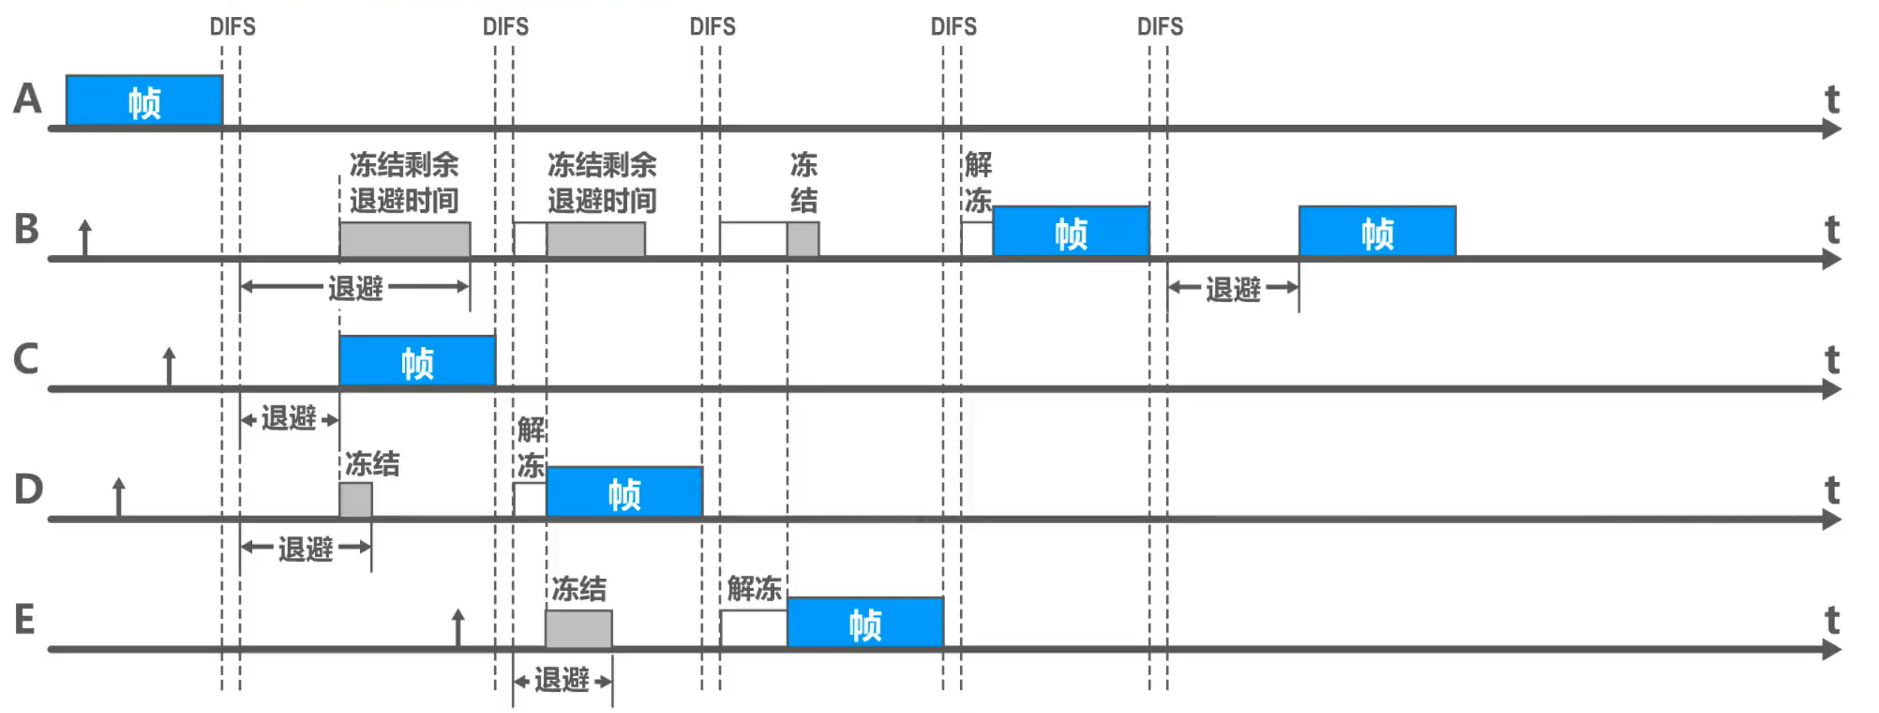 DIFS DIFS DIFS DIFS DIFS
A 帧 t
冻结剩余 冻结剩余 冻 解
退避时间 退避时间 结 冻
B 帧 帧 t
退避 退避
C 帧 t
退避 解
冻结 冻
D 帧 t
退避
冻结 解冻
E 帧 t
退避